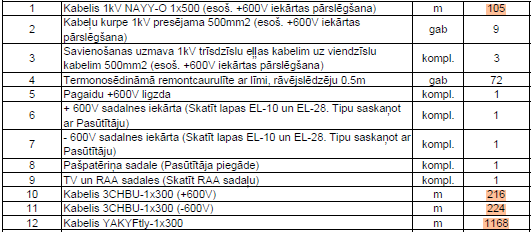 1 Kabelis 1kV NAYY-O 1x500 (esoš. +600V iekārtas pārslēgšana) m 105
2 Kabeļu kurpe 1kV presējama 500mm2 (esoš. +600V iekārtas
pārslēgšana) gab 9
3 Savienošanas uzmava 1kV trīsdzīslu eļļas kabelim uz viendzīslu
kabelim 500mm2 (esoš. +600V iekārtas pārslēgšana) kompl. 3
4 Termonosēdināmā remontcaurulīte ar līmi, rāvējslēdzēju 0.5m gab 72
5 Pagaidu +600V ligzda kompl. 1
6 + 600V sadalnes iekārta (Skatīt lapas EL-10 un EL-28. Tipu saskaņot
ar Pasūtītāju) kompl. 1
7 - 600V sadalnes iekārta (Skatīt lapas EL-10 un EL-28. Tipu saskaņot ar
Pasūtītāju) kompl. 1
8 Pašpatēriņa sadale (Pasūtītāja piegāde) kompl. 1
9 TV un RAA sadales (Skatīt RAA sadaļu) kompl. 1
10 Kabelis 3CHBU-1x300 (+600V) m 216
11 Kabelis 3CHBU-1x300 (-600V) m 224
12 Kabelis YAKYFtly-1x300 m 1168